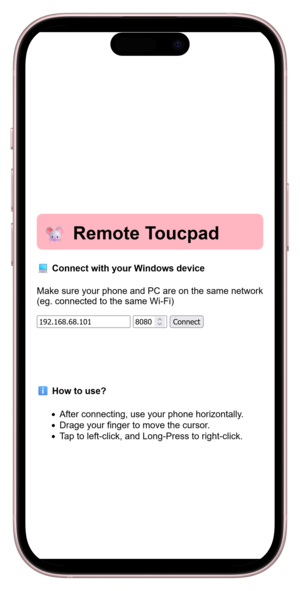 Remote Toucpad
Connect with your Windows device
Make sure your phone and PC are on the same network
(eg. connected to the same Wi-Fi)
192.168.68.101 8080 Connect
How to use?
After connecting, use your phone horizontally.
Drage your finger to move the cursor.
Tap to left-click, and Long-Press to right-click.